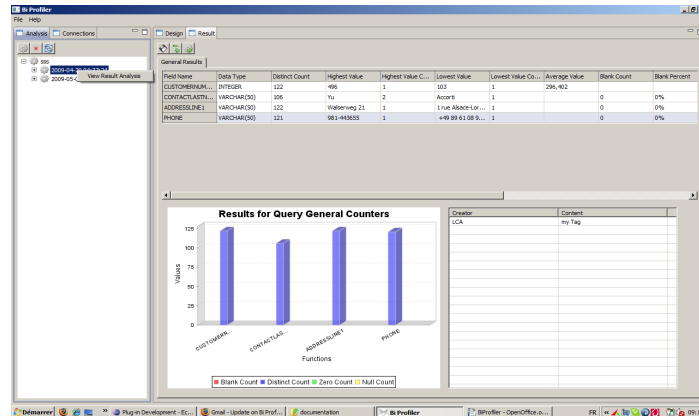 Bi Profiler
File Help
Analysis Connections
Design Result
sss
2009-05-
View Result Analysis
General Results
Field Name Data Type Distinct Count Highest Value Highest Value C... Lowest Value Lowest Value Co... Average Value Blank Count Blank Percent
CUSTOMERNUM... INTEGER 122 496 1 103 1 296,402
CONTACTLASTN... VARCHAR(50) 106 Yu 2 Accorti 1 0 0%
ADDRESSLINE1 VARCHAR(50) 122 Walserweg 21 1 1 rue Alsace-Lor... 1 0 0%
PHONE VARCHAR(50) 121 981-443655 1 +49 89 61 08 9... 1 0 0%
Results for Query General Counters
125
100
75
50
25
0
Values
CUSTOMERN... CONTACTLAS... ADDRESSLINE1 PHONE
Functions
Blank Count Distinct Count Zero Count Null Count
Creator Content
LCA my Tag
Démarrer Plug-in Development - Ec... Gmail - Update on Bi Prof... documentation Bi Profiler BiProfiler - OpenOffice.o... FR